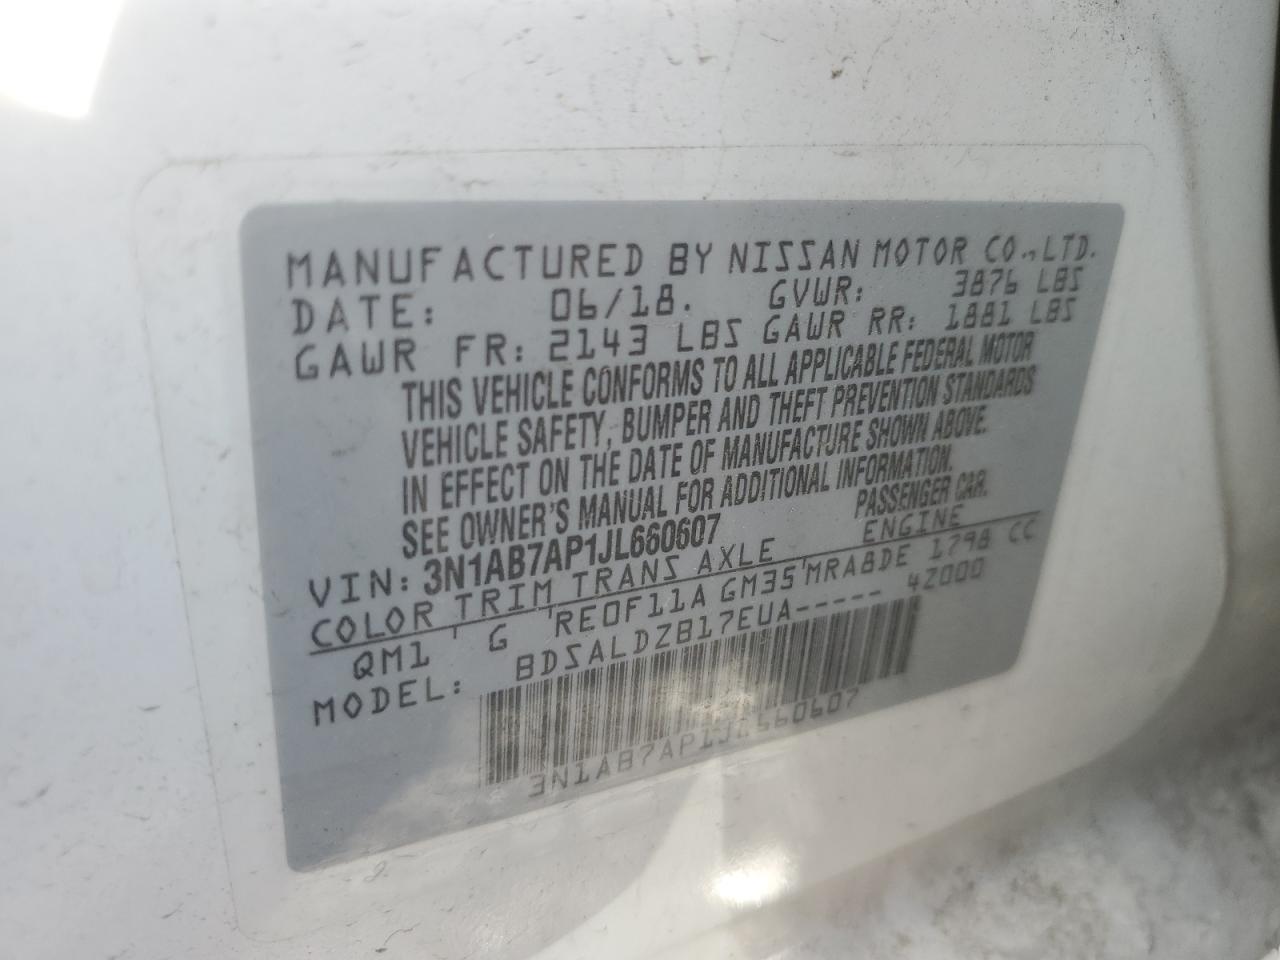 MANUFACTURED BY NISSAN MOTOR CO., LTD.
DATE: 06/18. GVWR: 3876 LBS
GAWR FR: 2143 LBS GAWR RR: 1881 LBS
THIS VEHICLE CONFORMS TO ALL APPLICABLE FEDERAL MOTOR
VEHICLE SAFETY, BUMPER AND THEFT PREVENTION STANDARDS
IN EFFECT ON THE DATE OF MANUFACTURE SHOWN ABOVE.
SEE OWNER'S MANUAL FOR ADDITIONAL INFORMATION.
PASSENGER CAR.
VIN: 3N1AB7AP1JL660607
COLOR TRIM TRANS AXLE ENGINE
QM1 G RE0F11A GM35 MRA8DE 1798 CC
MODEL: BDSALDZB17EUA----- 42000
3N1AB7AP1JL660607